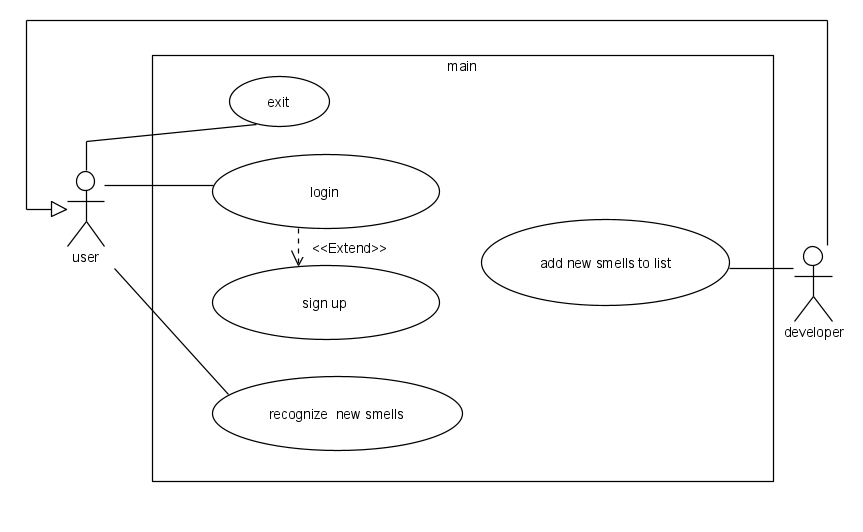 main
exit
login
<<Extend>>
add new smells to list
user
sign up
developer
recognize  new smells